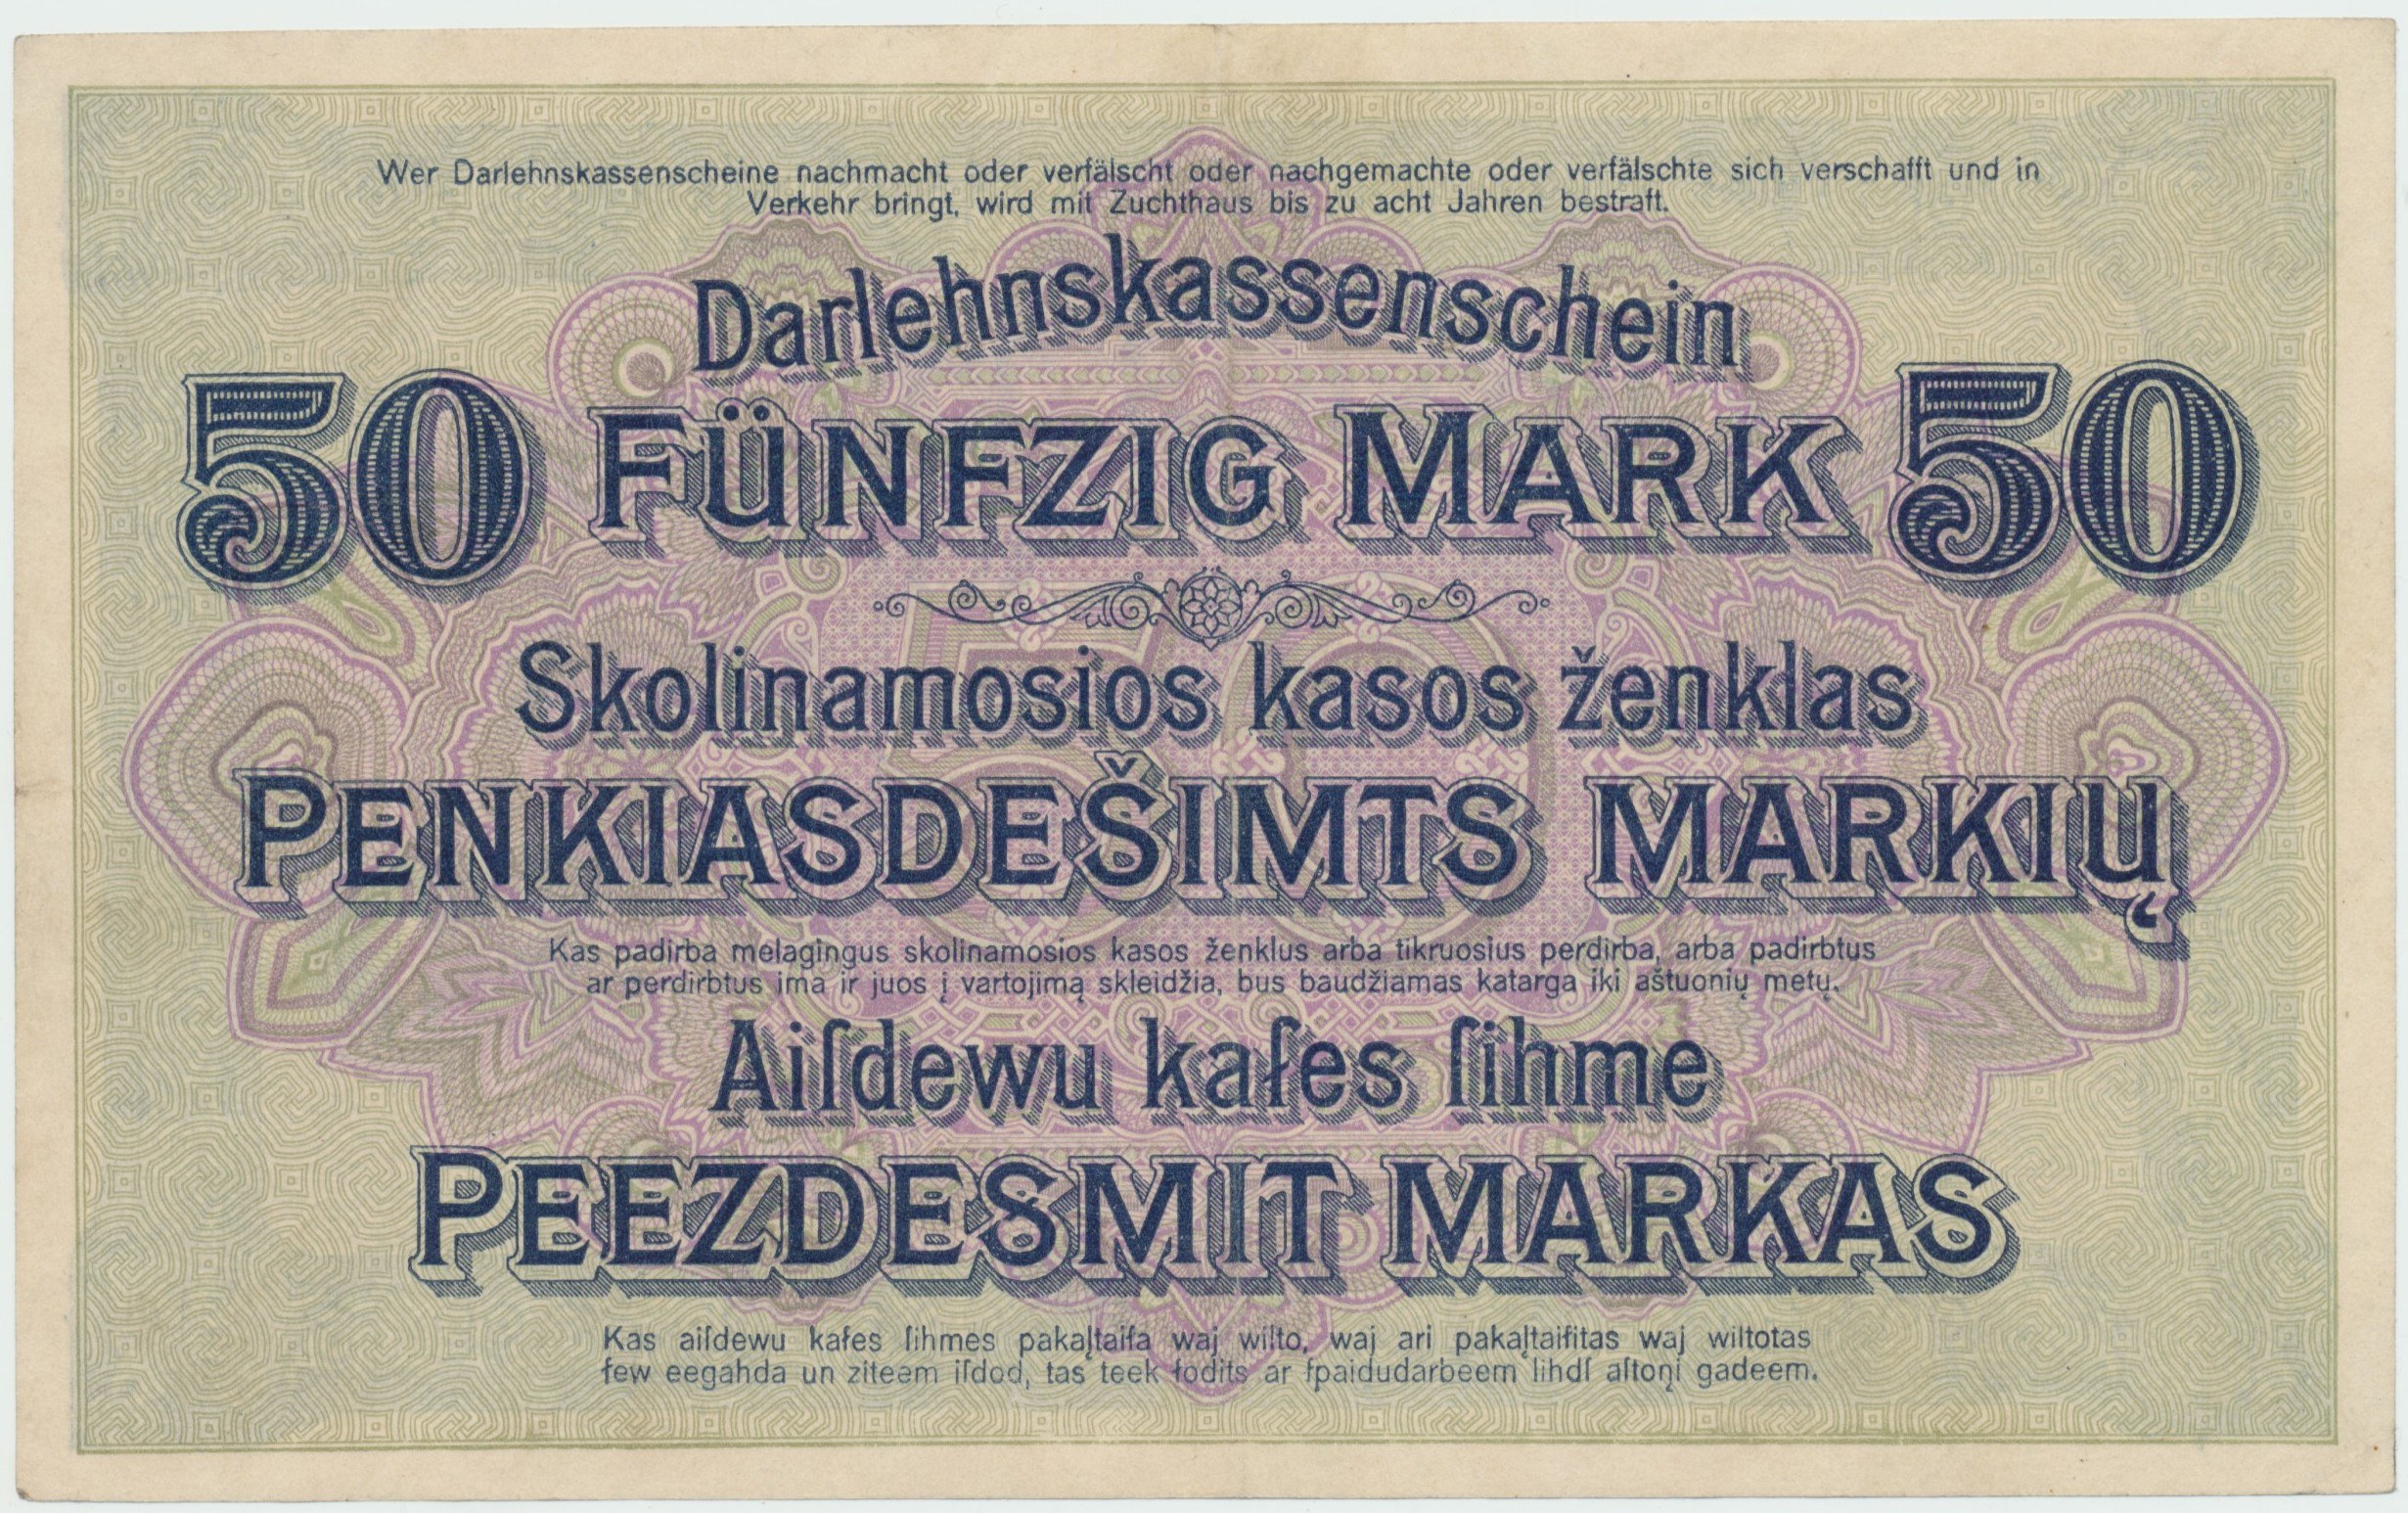 Wer Darlehnskassenscheine nachmacht oder verfälscht oder nachgemachte oder verfälschte sich verschafft und in
Verkehr bringt, wird mit Zuchthaus bis zu acht Jahren bestraft.
Darlehnskassenschein
50 FÜNFZIG MARK 50
Skolinamosios kasos ženklas
PENKIASDEŠIMTS MARKIŲ
Kas padirba melagingus skolinamosios kasos ženklus arba tikruosius perdirba, arba padirbtus
ar perdirbtus ima ir juos į vartojimą skleidžia, bus baudžiamas katarga iki aštuonių metų.
Aiſdewu kaẜes ſihme
PEEZDESMIT MARKAS
Kas aiſdewu kaẜes ſihmes pakaļtaiſa waj wilto, waj ari pakaļtaiſitas waj wiltotas
ſew eegahda un ziteem iſdod, tas teek ẜodits ar ſpaidudarbeem lihdſ aſtoņi gadeem.